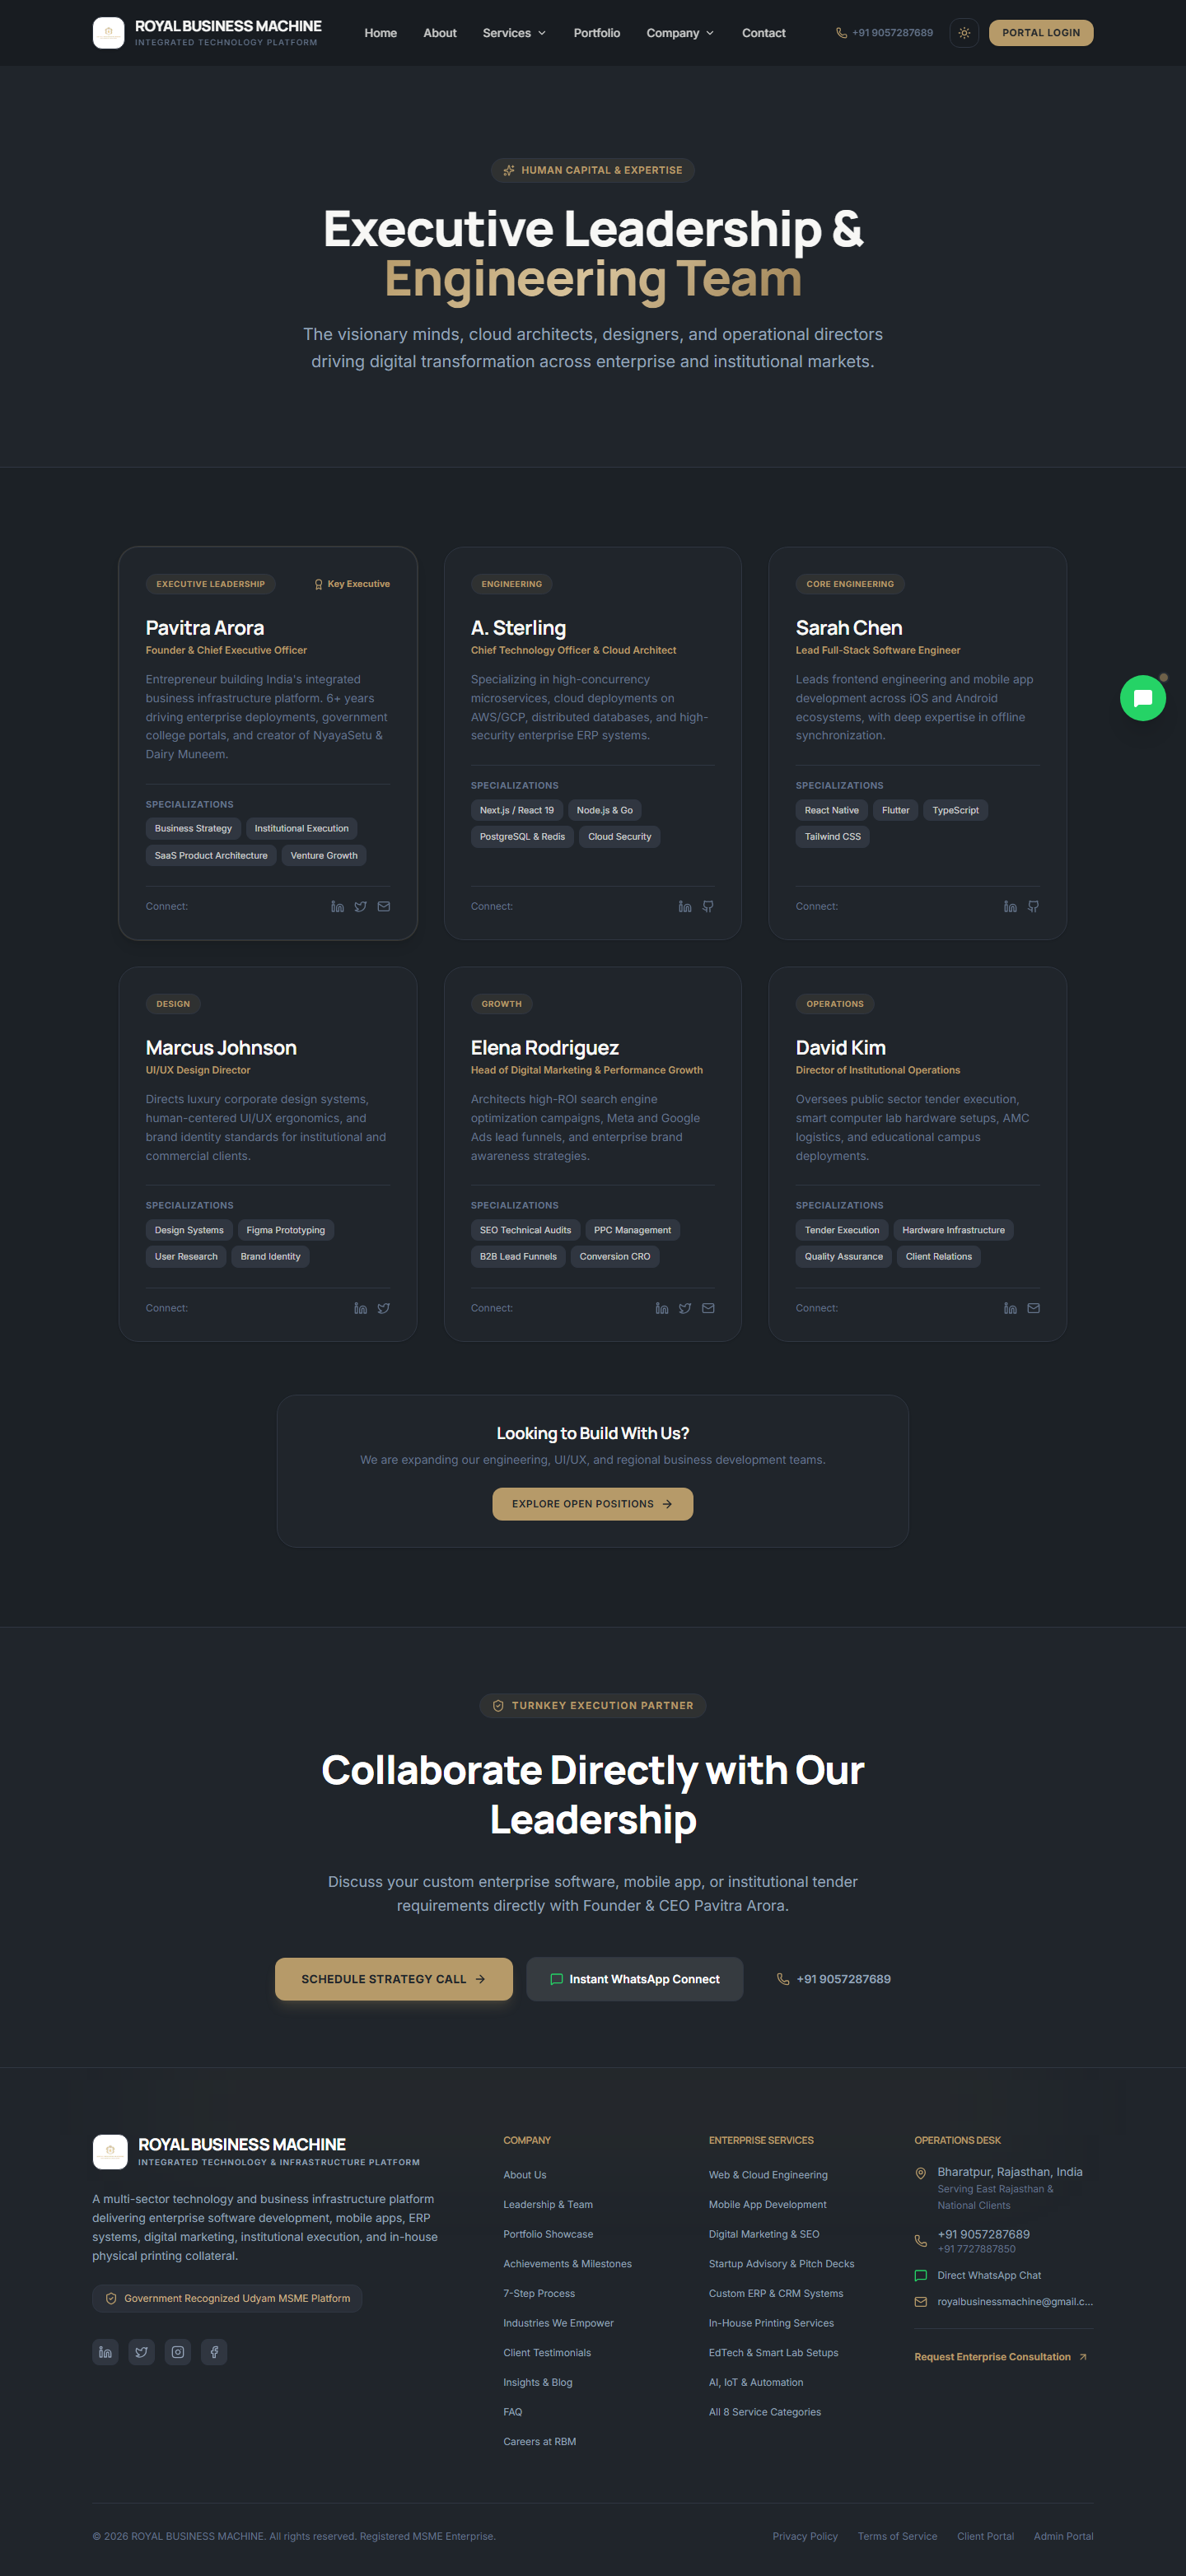 ROYAL BUSINESS MACHINE
INTEGRATED TECHNOLOGY PLATFORM
Home
About
Services
Portfolio
Company
Contact
+91 9057287689
PORTAL LOGIN
HUMAN CAPITAL & EXPERTISE
Executive Leadership &
Engineering Team
The visionary minds, cloud architects, designers, and operational directors
driving digital transformation across enterprise and institutional markets.
EXECUTIVE LEADERSHIP
Key Executive
Pavitra Arora
Founder & Chief Executive Officer
Entrepreneur building India's integrated
business infrastructure platform. 6+ years
driving enterprise deployments, government
college portals, and creator of NyayaSetu &
Dairy Muneem.
SPECIALIZATIONS
Business Strategy
Institutional Execution
SaaS Product Architecture
Venture Growth
Connect:
ENGINEERING
A. Sterling
Chief Technology Officer & Cloud Architect
Specializing in high-concurrency
microservices, cloud deployments on
AWS/GCP, distributed databases, and high-
security enterprise ERP systems.
SPECIALIZATIONS
Next.js / React 19
Node.js & Go
PostgreSQL & Redis
Cloud Security
Connect:
CORE ENGINEERING
Sarah Chen
Lead Full-Stack Software Engineer
Leads frontend engineering and mobile app
development across iOS and Android
ecosystems, with deep expertise in offline
synchronization.
SPECIALIZATIONS
React Native
Flutter
TypeScript
Tailwind CSS
Connect:
DESIGN
Marcus Johnson
UI/UX Design Director
Directs luxury corporate design systems,
human-centered UI/UX ergonomics, and
brand identity standards for institutional and
commercial clients.
SPECIALIZATIONS
Design Systems
Figma Prototyping
User Research
Brand Identity
Connect:
GROWTH
Elena Rodriguez
Head of Digital Marketing & Performance Growth
Architects high-ROI search engine
optimization campaigns, Meta and Google
Ads lead funnels, and enterprise brand
awareness strategies.
SPECIALIZATIONS
SEO Technical Audits
PPC Management
B2B Lead Funnels
Conversion CRO
Connect:
OPERATIONS
David Kim
Director of Institutional Operations
Oversees public sector tender execution,
smart computer lab hardware setups, AMC
logistics, and educational campus
deployments.
SPECIALIZATIONS
Tender Execution
Hardware Infrastructure
Quality Assurance
Client Relations
Connect:
Looking to Build With Us?
We are expanding our engineering, UI/UX, and regional business development teams.
EXPLORE OPEN POSITIONS
TURNKEY EXECUTION PARTNER
Collaborate Directly with Our
Leadership
Discuss your custom enterprise software, mobile app, or institutional tender
requirements directly with Founder & CEO Pavitra Arora.
SCHEDULE STRATEGY CALL
Instant WhatsApp Connect
+91 9057287689
ROYAL BUSINESS MACHINE
INTEGRATED TECHNOLOGY & INFRASTRUCTURE PLATFORM
A multi-sector technology and business infrastructure platform
delivering enterprise software development, mobile apps, ERP
systems, digital marketing, institutional execution, and in-house
physical printing collateral.
Government Recognized Udyam MSME Platform
COMPANY
About Us
Leadership & Team
Portfolio Showcase
Achievements & Milestones
7-Step Process
Industries We Empower
Client Testimonials
Insights & Blog
FAQ
Careers at RBM
ENTERPRISE SERVICES
Web & Cloud Engineering
Mobile App Development
Digital Marketing & SEO
Startup Advisory & Pitch Decks
Custom ERP & CRM Systems
In-House Printing Services
EdTech & Smart Lab Setups
AI, IoT & Automation
All 8 Service Categories
OPERATIONS DESK
Bharatpur, Rajasthan, India
Serving East Rajasthan &
National Clients
+91 9057287689
+91 7727887850
Direct WhatsApp Chat
royalbusinessmachine@gmail.c...
Request Enterprise Consultation
© 2026 ROYAL BUSINESS MACHINE. All rights reserved. Registered MSME Enterprise.
Privacy Policy
Terms of Service
Client Portal
Admin Portal